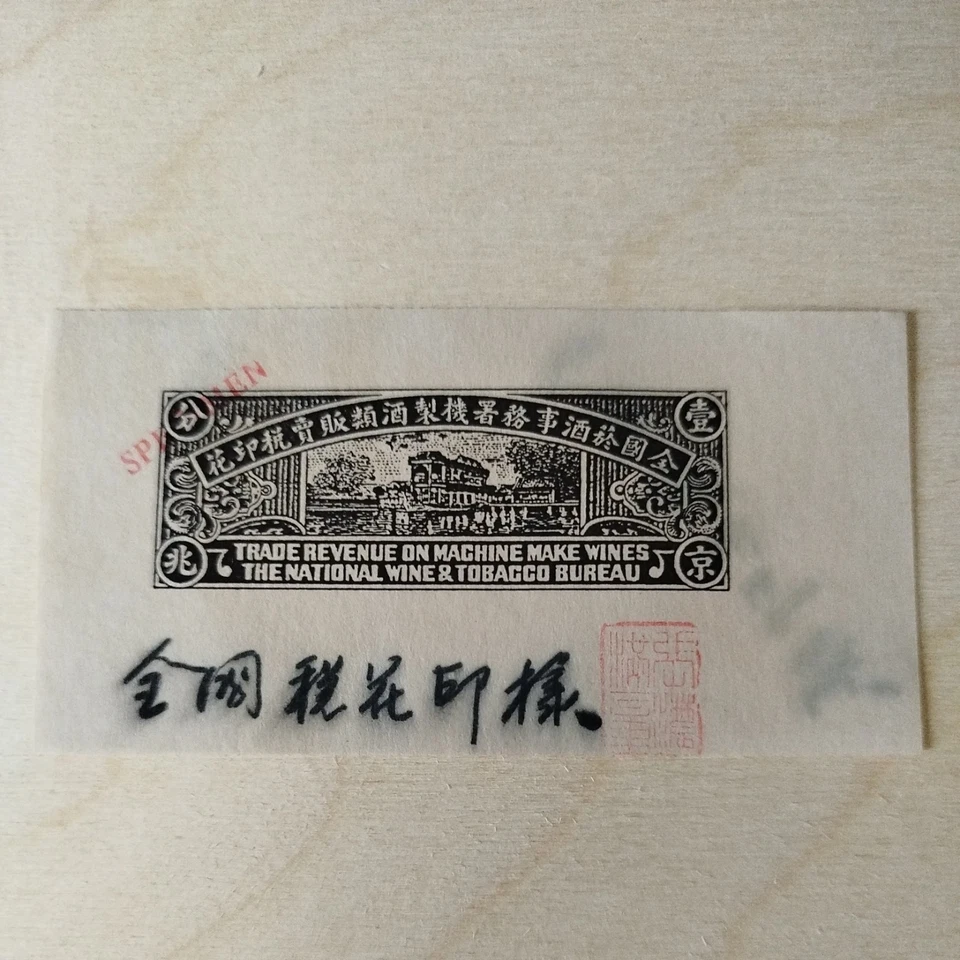 SPECIMEN
壹分
全國菸酒事務署機製酒類販賣稅印花
京兆
TRADE REVENUE ON MACHINE MAKE WINES
THE NATIONAL WINE & TOBACCO BUREAU
全國税花印樣。